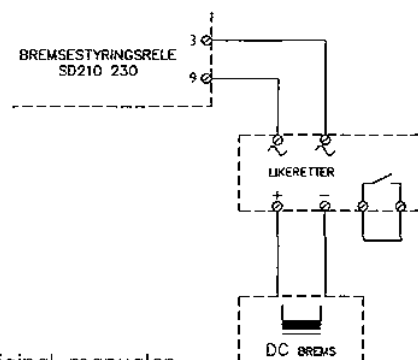 3
BREMSESTYRINGSRELE
SD210 230
9
LIKERETTER
+ −
DC BREMS